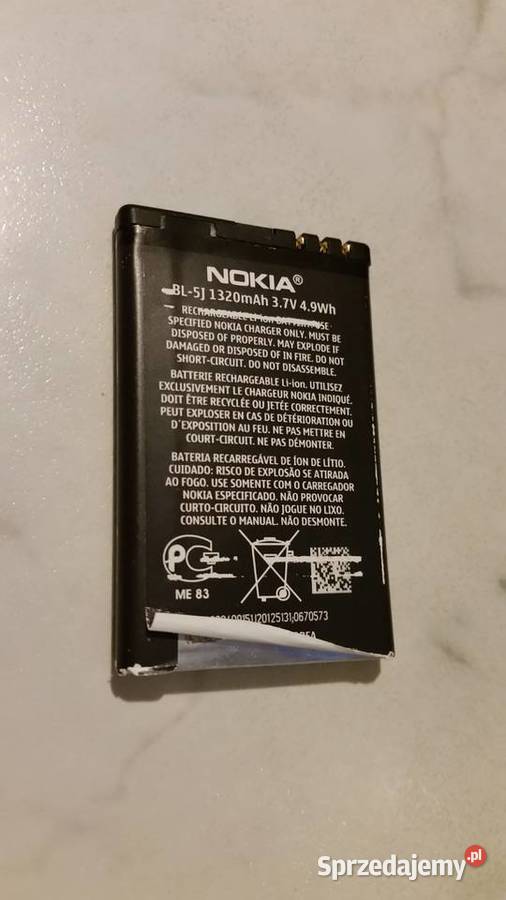 NOKIA®
BL-5J 1320mAh 3.7V 4.9Wh
RECHARGEABLE Li-ion BATTERY. USE
SPECIFIED NOKIA CHARGER ONLY. MUST BE
DISPOSED OF PROPERLY. MAY EXPLODE IF
DAMAGED OR DISPOSED OF IN FIRE. DO NOT
SHORT-CIRCUIT. DO NOT DISASSEMBLE.
BATTERIE RECHARGEABLE Li-ion. UTILISEZ
EXCLUSIVEMENT LE CHARGEUR NOKIA INDIQUÉ.
DOIT ÊTRE RECYCLÉE OU JETÉE CORRECTEMENT.
PEUT EXPLOSER EN CAS DE DÉTÉRIORATION OU
D'EXPOSITION AU FEU. NE PAS METTRE EN
COURT-CIRCUIT. NE PAS DÉMONTER.
BATERIA RECARREGÁVEL DE ÍON DE LÍTIO.
CUIDADO: RISCO DE EXPLOSÃO SE ATIRADA
AO FOGO. USE SOMENTE COM O CARREGADOR
NOKIA ESPECIFICADO. NÃO PROVOCAR
CURTO-CIRCUITO. NÃO JOGUE NO LIXO.
CONSULTE O MANUAL. NÃO DESMONTE.
ME 83
Sprzedajemy.pl